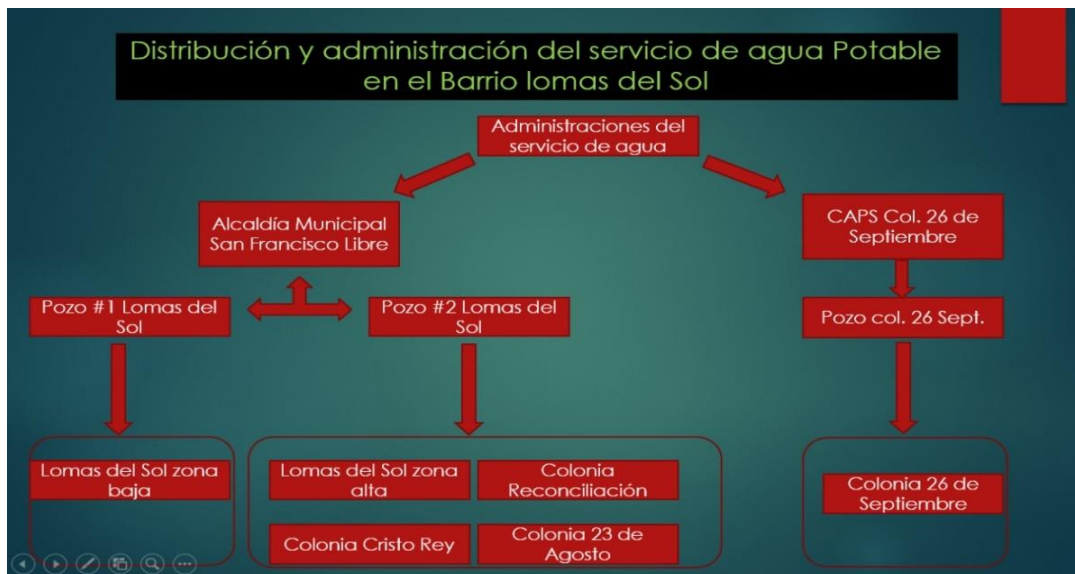 Distribución y administración del servicio de agua Potable
en el Barrio lomas del Sol
Administraciones del
servicio de agua
Alcaldía Municipal
San Francisco Libre
CAPS Col. 26 de
Septiembre
Pozo #1 Lomas del
Sol
Pozo #2 Lomas del
Sol
Pozo col. 26 Sept.
Lomas del Sol zona
baja
Lomas del Sol zona
alta
Colonia
Reconciliación
Colonia Cristo Rey
Colonia 23 de
Agosto
Colonia 26 de
Septiembre